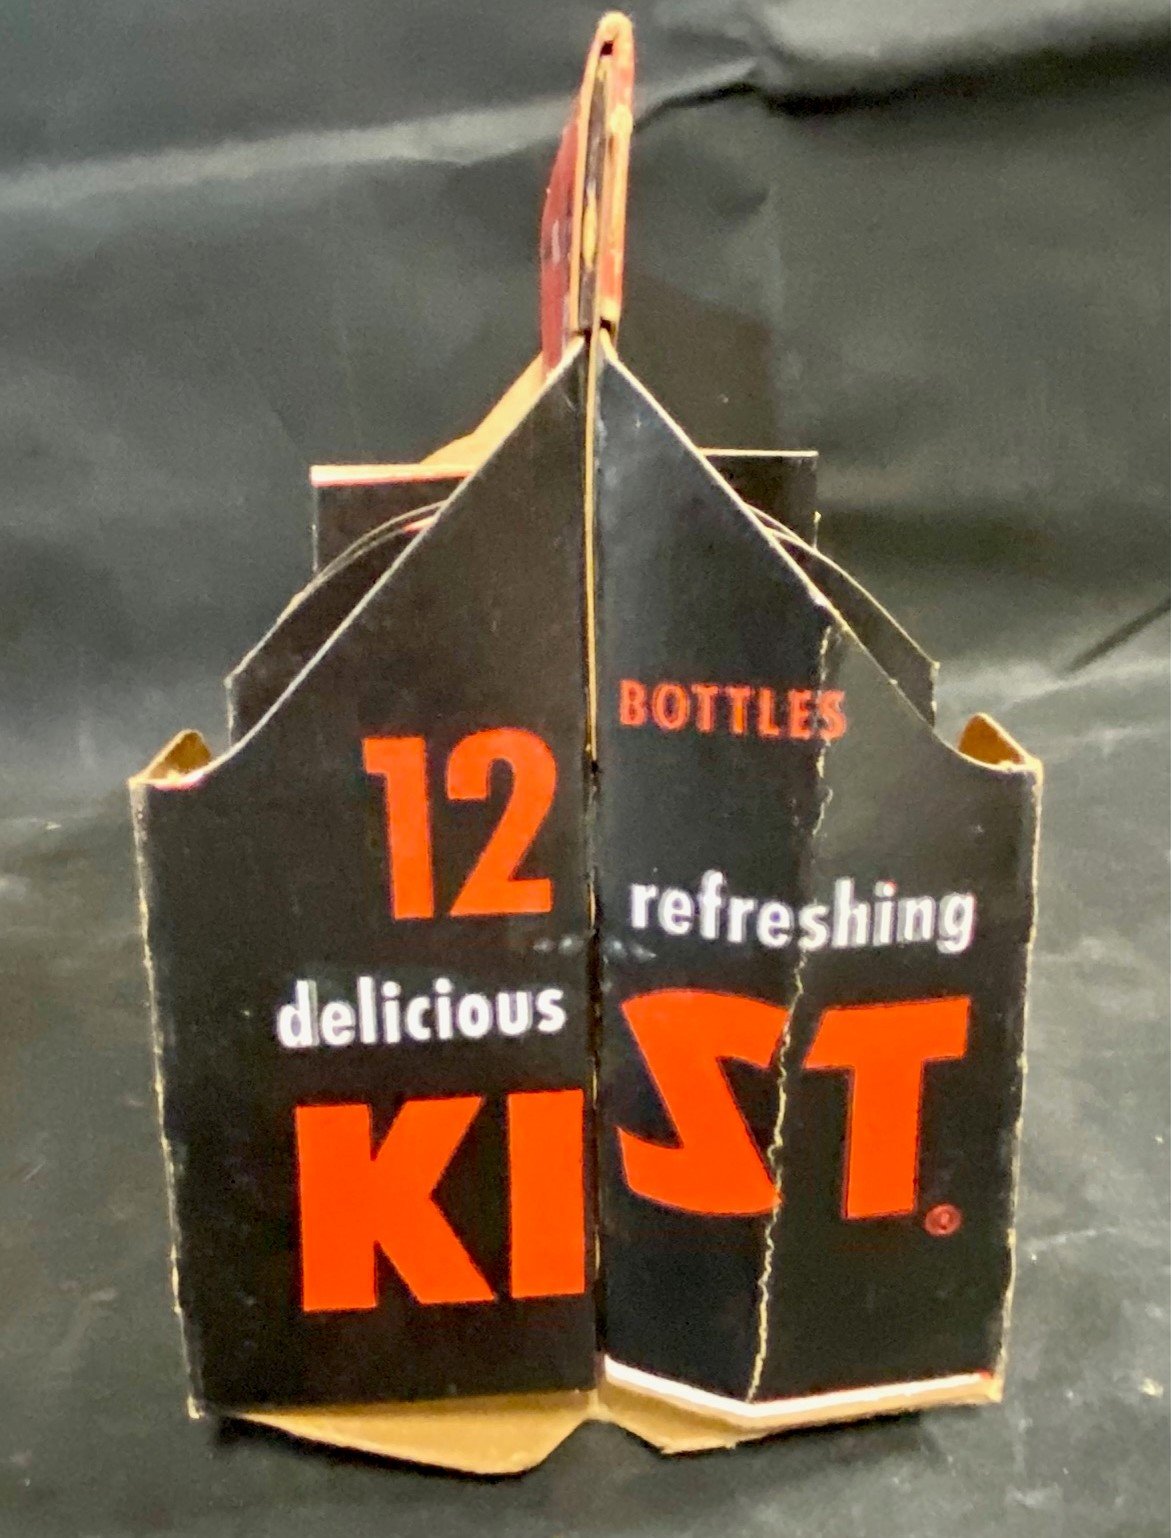 12 BOTTLES
delicious refreshing
KIST®